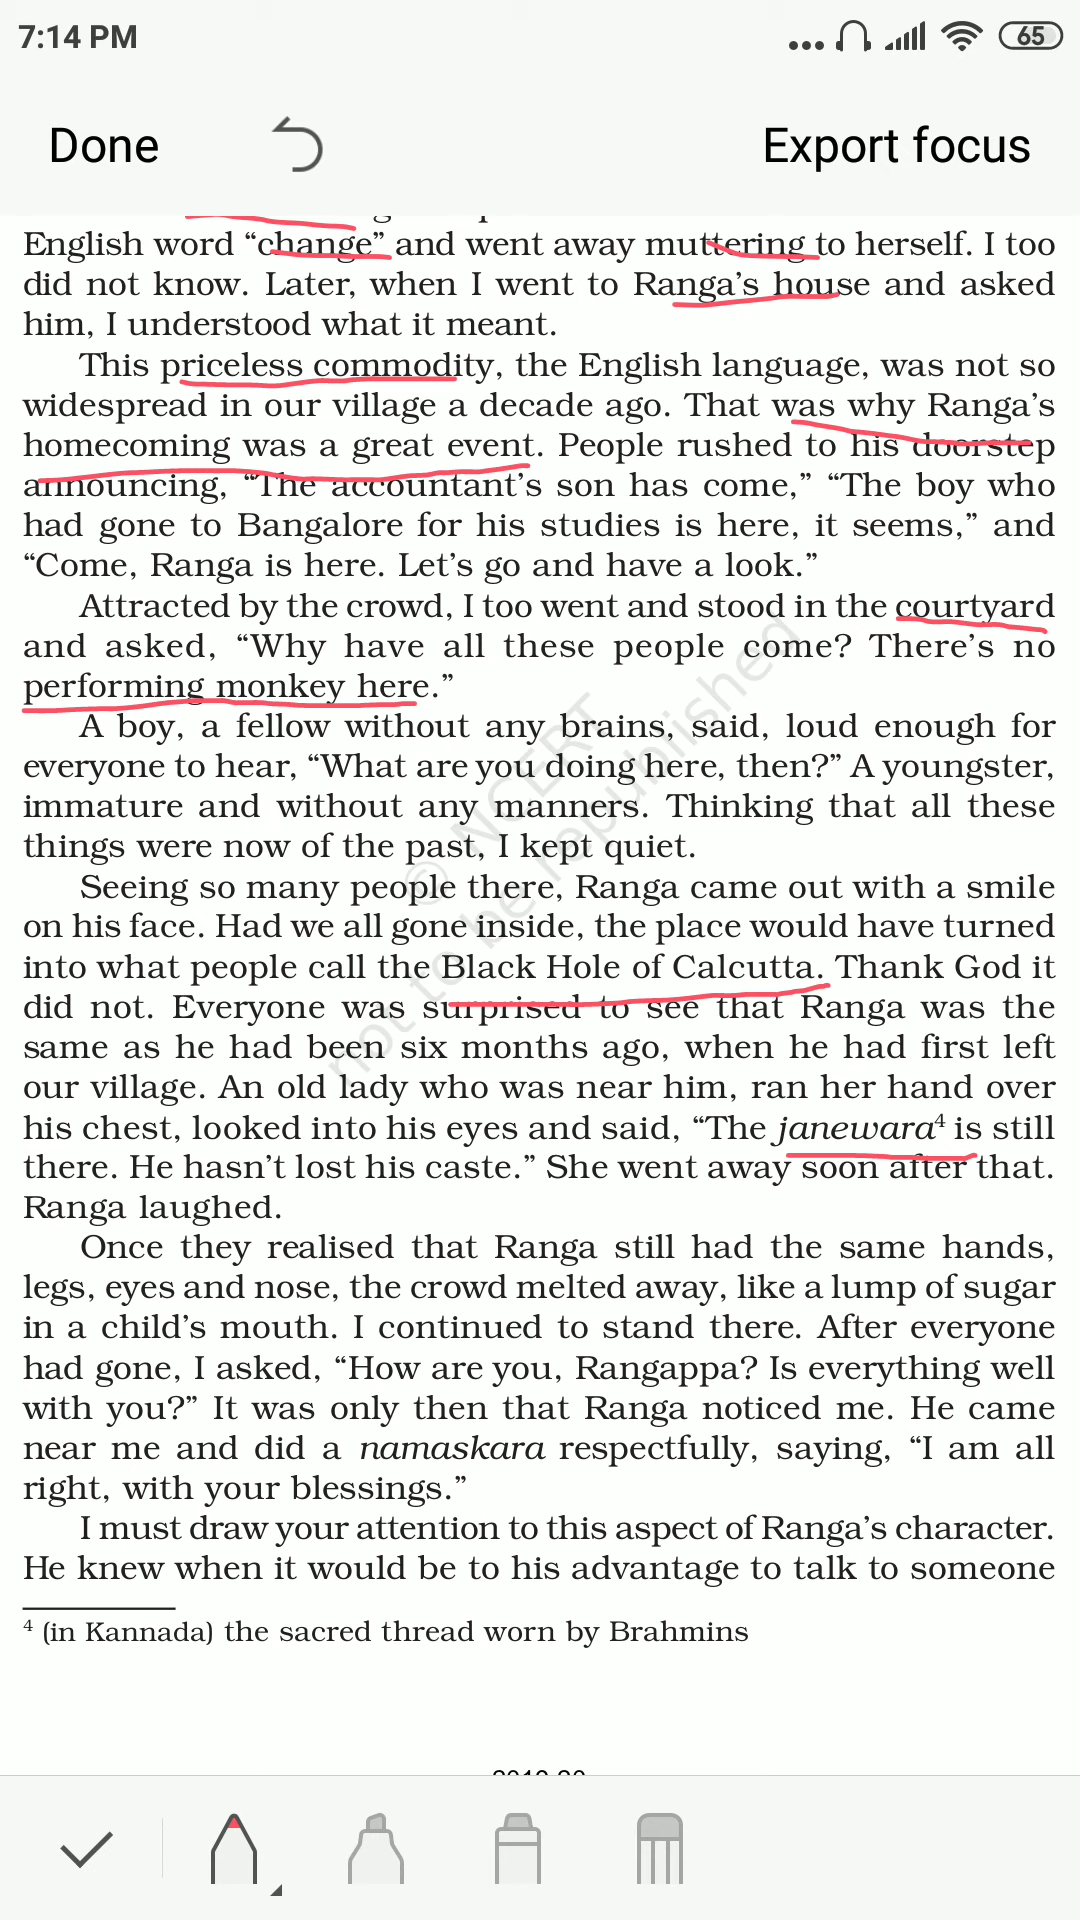 7:14 PM
65
Done
Export focus
English word “change” and went away muttering to herself. I too
did not know. Later, when I went to Ranga’s house and asked
him, I understood what it meant.
This priceless commodity, the English language, was not so
widespread in our village a decade ago. That was why Ranga’s
homecoming was a great event. People rushed to his doorstep
announcing, “The accountant’s son has come,” “The boy who
had gone to Bangalore for his studies is here, it seems,” and
“Come, Ranga is here. Let’s go and have a look.”
Attracted by the crowd, I too went and stood in the courtyard
and asked, “Why have all these people come? There’s no
performing monkey here.”
A boy, a fellow without any brains, said, loud enough for
everyone to hear, “What are you doing here, then?” A youngster,
immature and without any manners. Thinking that all these
things were now of the past, I kept quiet.
Seeing so many people there, Ranga came out with a smile
on his face. Had we all gone inside, the place would have turned
into what people call the Black Hole of Calcutta. Thank God it
did not. Everyone was surprised to see that Ranga was the
same as he had been six months ago, when he had first left
our village. An old lady who was near him, ran her hand over
his chest, looked into his eyes and said, “The janewara⁴ is still
there. He hasn’t lost his caste.” She went away soon after that.
Ranga laughed.
Once they realised that Ranga still had the same hands,
legs, eyes and nose, the crowd melted away, like a lump of sugar
in a child’s mouth. I continued to stand there. After everyone
had gone, I asked, “How are you, Rangappa? Is everything well
with you?” It was only then that Ranga noticed me. He came
near me and did a namaskara respectfully, saying, “I am all
right, with your blessings.”
I must draw your attention to this aspect of Ranga’s character.
He knew when it would be to his advantage to talk to someone
⁴ (in Kannada) the sacred thread worn by Brahmins
© NCERT
not to be republished